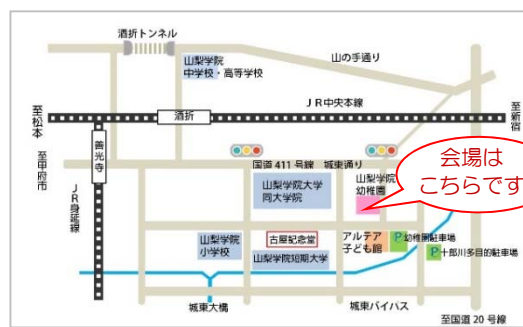 酒折トンネル
山の手通り
山梨学院
中学校・高等学校
JR中央本線
至松本
酒折
至新宿
善光寺
至甲府市
国道411号線 城東通り
会場は
こちらです
山梨学院大学
同大学院
山梨学院
幼稚園
JR身延線
山梨学院
小学校
古屋記念堂
山梨学院短期大学
アルテア
子ども館
P 幼稚園駐車場
P 十郎川多目的駐車場
城東大橋
城東バイパス
至国道20号線